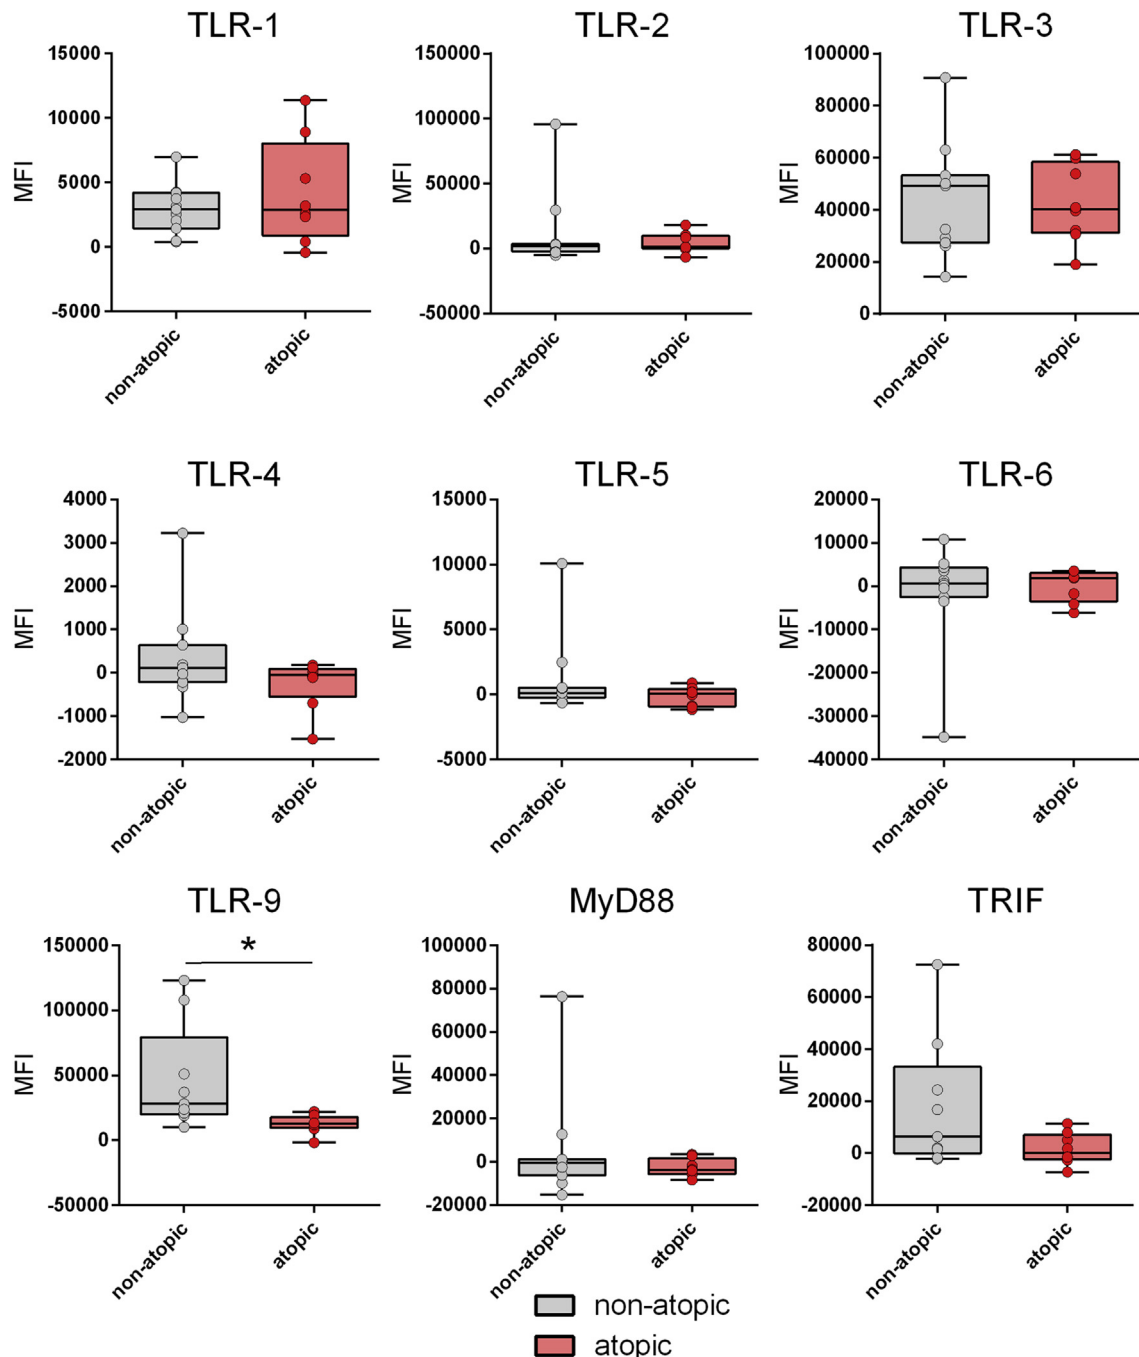 TLR-1
TLR-2
TLR-3
15000
10000
5000
0
-5000
MFI
non-atopic
atopic
150000
100000
50000
0
-50000
MFI
non-atopic
atopic
100000
80000
60000
40000
20000
0
MFI
non-atopic
atopic
TLR-4
TLR-5
TLR-6
4000
3000
2000
1000
0
-1000
-2000
MFI
non-atopic
atopic
15000
10000
5000
0
-5000
MFI
non-atopic
atopic
20000
10000
0
-10000
-20000
-30000
-40000
MFI
non-atopic
atopic
TLR-9
MyD88
TRIF
150000
100000
50000
0
-50000
MFI
*
non-atopic
atopic
100000
80000
60000
40000
20000
0
-20000
MFI
non-atopic
atopic
80000
60000
40000
20000
0
-20000
MFI
non-atopic
atopic
non-atopic
atopic